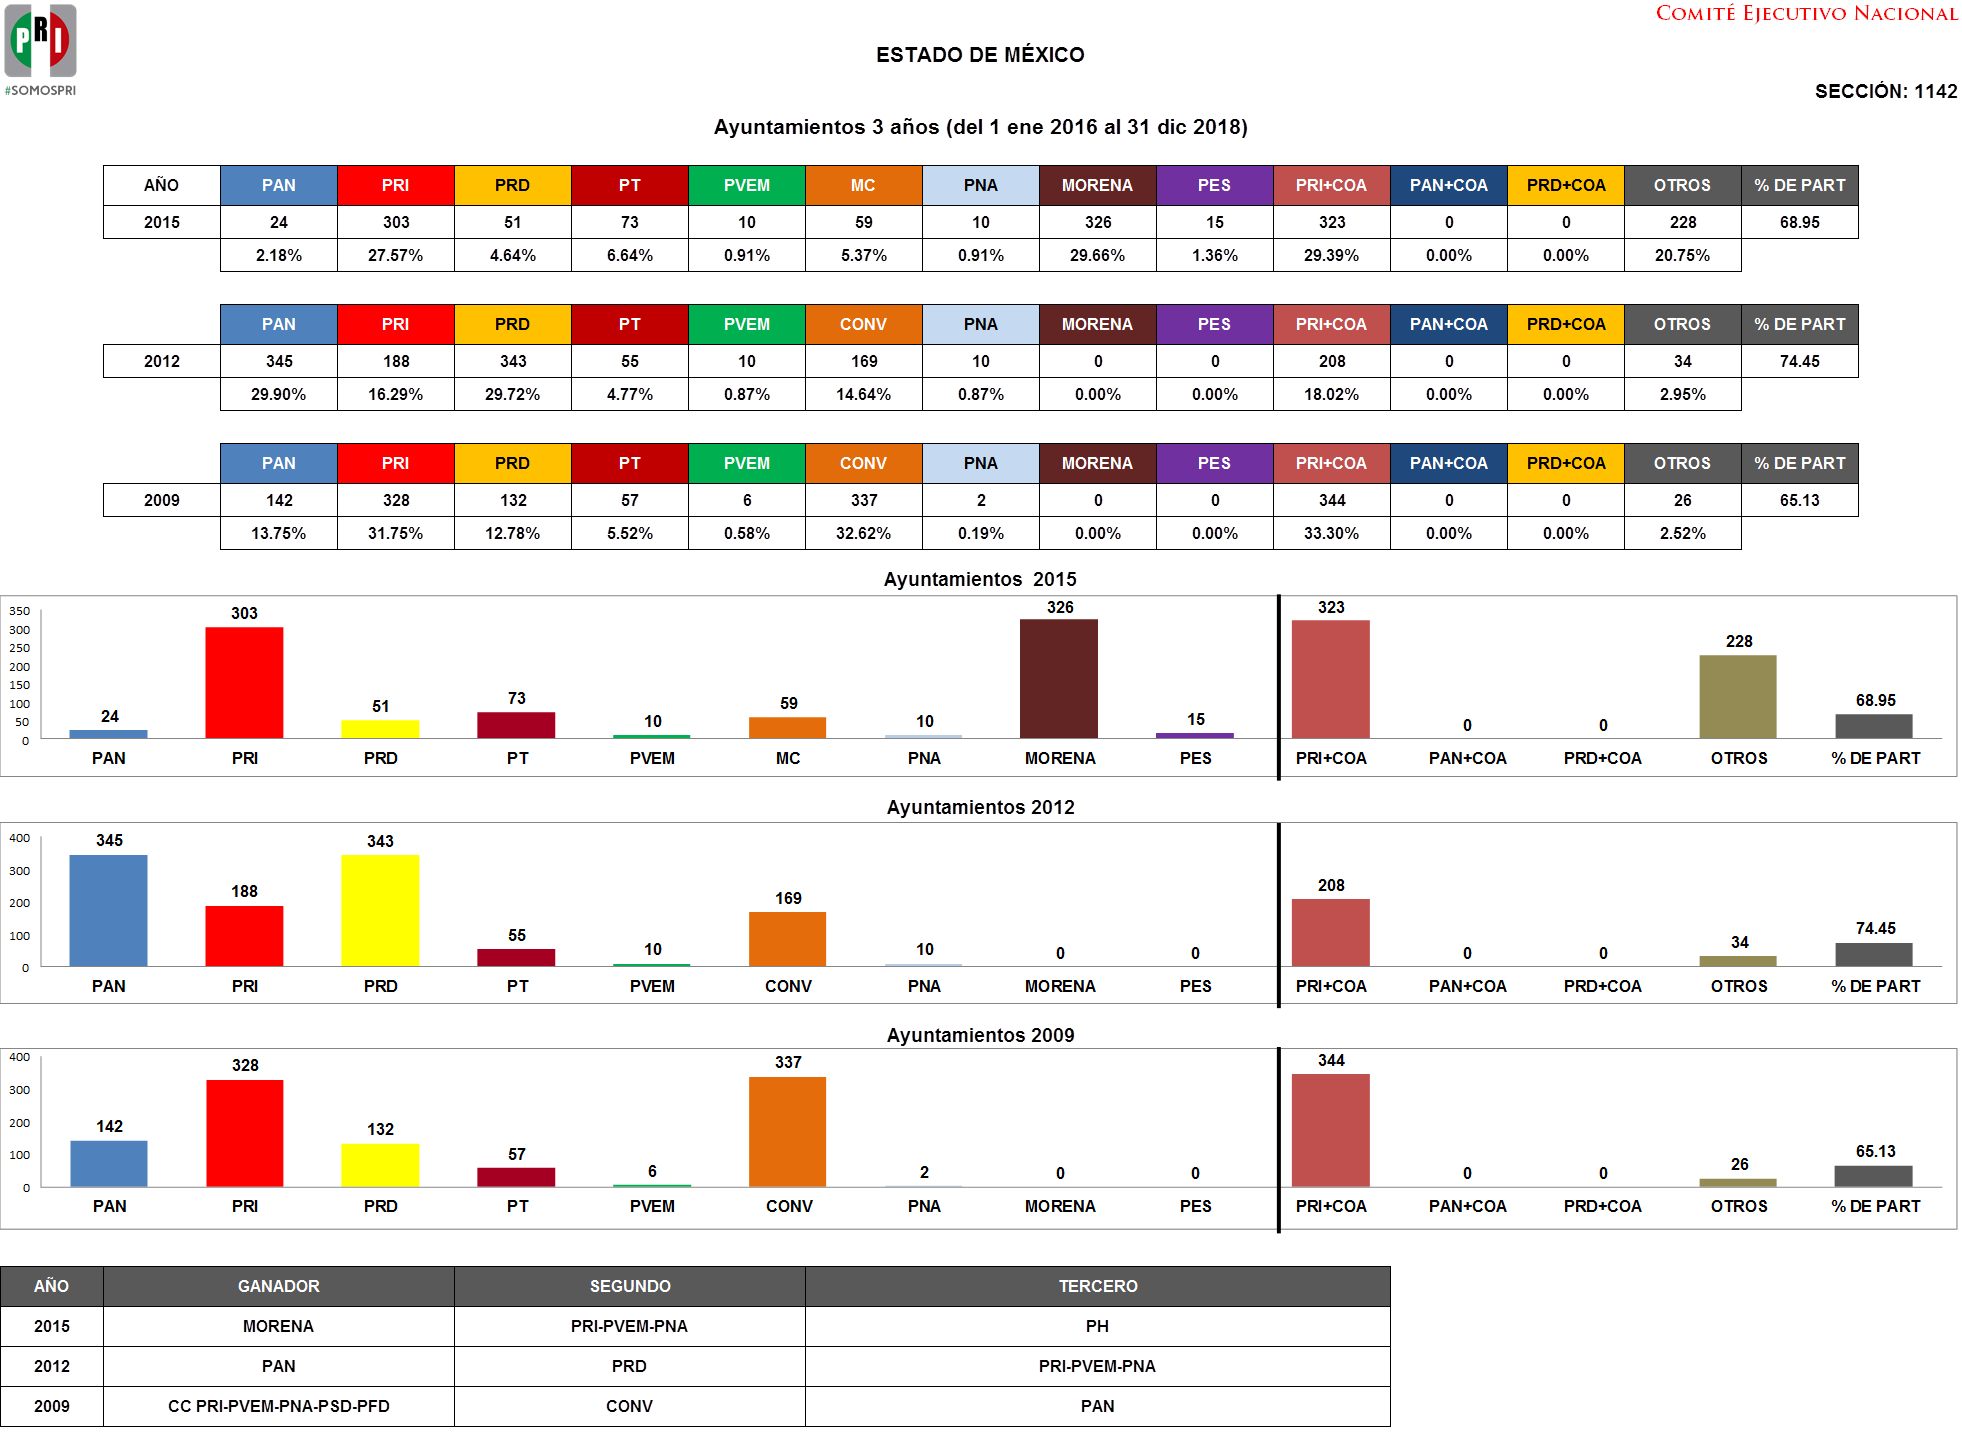 COMITÉ EJECUTIVO NACIONAL
PRI
#SOMOSPRI
ESTADO DE MÉXICO
SECCIÓN: 1142
Ayuntamientos 3 años (del 1 ene 2016 al 31 dic 2018)
AÑO PAN PRI PRD PT PVEM MC PNA MORENA PES PRI+COA PAN+COA PRD+COA OTROS % DE PART
2015 24 303 51 73 10 59 10 326 15 323 0 0 228 68.95
2.18% 27.57% 4.64% 6.64% 0.91% 5.37% 0.91% 29.66% 1.36% 29.39% 0.00% 0.00% 20.75%
PAN PRI PRD PT PVEM CONV PNA MORENA PES PRI+COA PAN+COA PRD+COA OTROS % DE PART
2012 345 188 343 55 10 169 10 0 0 208 0 0 34 74.45
29.90% 16.29% 29.72% 4.77% 0.87% 14.64% 0.87% 0.00% 0.00% 18.02% 0.00% 0.00% 2.95%
PAN PRI PRD PT PVEM CONV PNA MORENA PES PRI+COA PAN+COA PRD+COA OTROS % DE PART
2009 142 328 132 57 6 337 2 0 0 344 0 0 26 65.13
13.75% 31.75% 12.78% 5.52% 0.58% 32.62% 0.19% 0.00% 0.00% 33.30% 0.00% 0.00% 2.52%
Ayuntamientos 2015
350
300
250
200
150
100
50
0
24 303 51 73 10 59 10 326 15 323 0 0 228 68.95
PAN PRI PRD PT PVEM MC PNA MORENA PES PRI+COA PAN+COA PRD+COA OTROS % DE PART
Ayuntamientos 2012
400
300
200
100
0
345 188 343 55 10 169 10 0 0 208 0 0 34 74.45
PAN PRI PRD PT PVEM CONV PNA MORENA PES PRI+COA PAN+COA PRD+COA OTROS % DE PART
Ayuntamientos 2009
400
300
200
100
0
142 328 132 57 6 337 2 0 0 344 0 0 26 65.13
PAN PRI PRD PT PVEM CONV PNA MORENA PES PRI+COA PAN+COA PRD+COA OTROS % DE PART
AÑO GANADOR SEGUNDO TERCERO
2015 MORENA PRI-PVEM-PNA PH
2012 PAN PRD PRI-PVEM-PNA
2009 CC PRI-PVEM-PNA-PSD-PFD CONV PAN